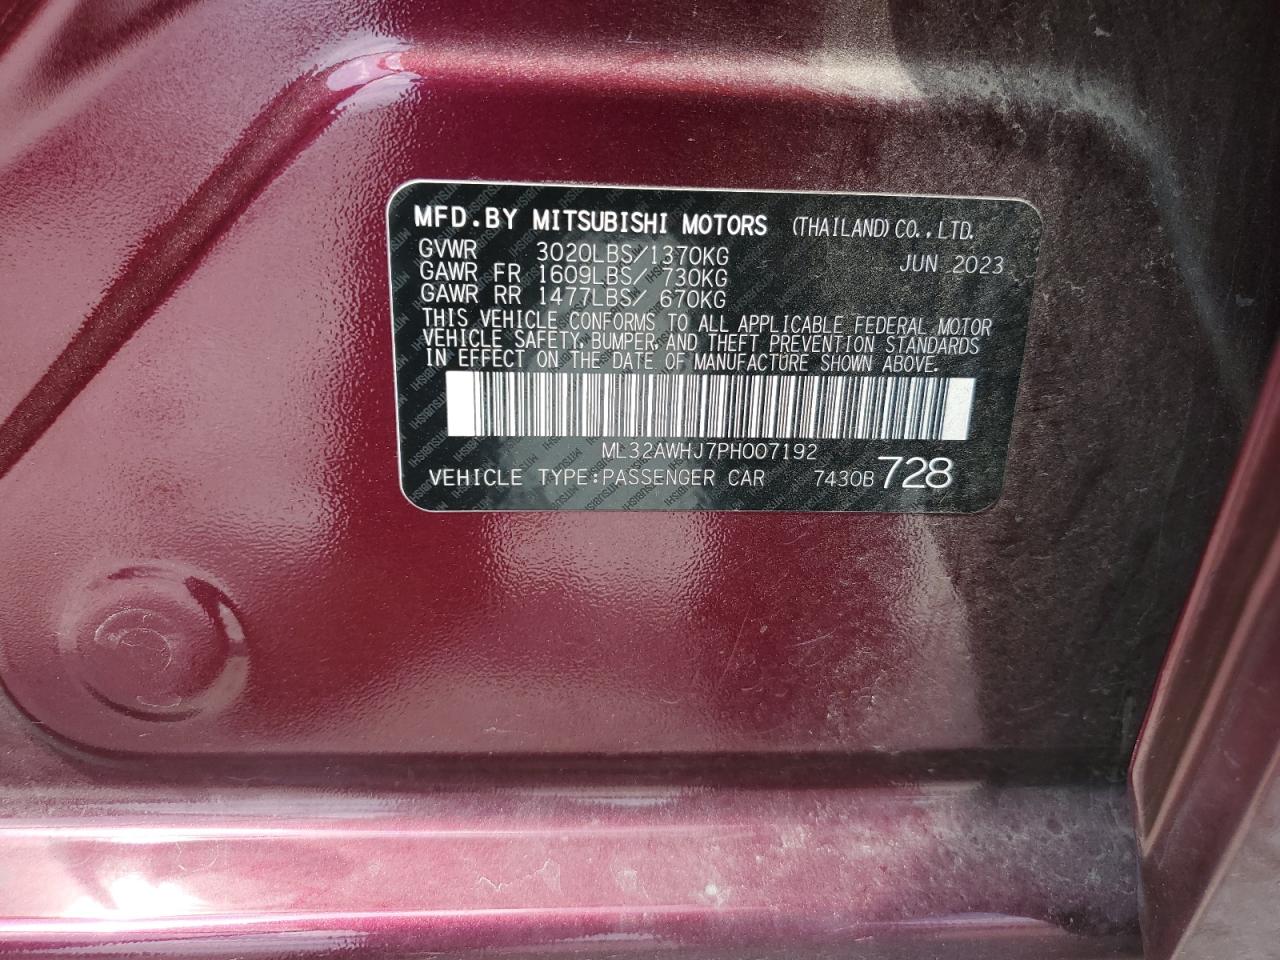 MFD.BY MITSUBISHI MOTORS (THAILAND) CO.,LTD.
GVWR 3020LBS/1370KG JUN 2023
GAWR FR 1609LBS/ 730KG
GAWR RR 1477LBS/ 670KG
THIS VEHICLE CONFORMS TO ALL APPLICABLE FEDERAL MOTOR
VEHICLE SAFETY, BUMPER, AND THEFT PREVENTION STANDARDS
IN EFFECT ON THE DATE OF MANUFACTURE SHOWN ABOVE.
ML32AWHJ7PH007192
VEHICLE TYPE:PASSENGER CAR 7430B 728